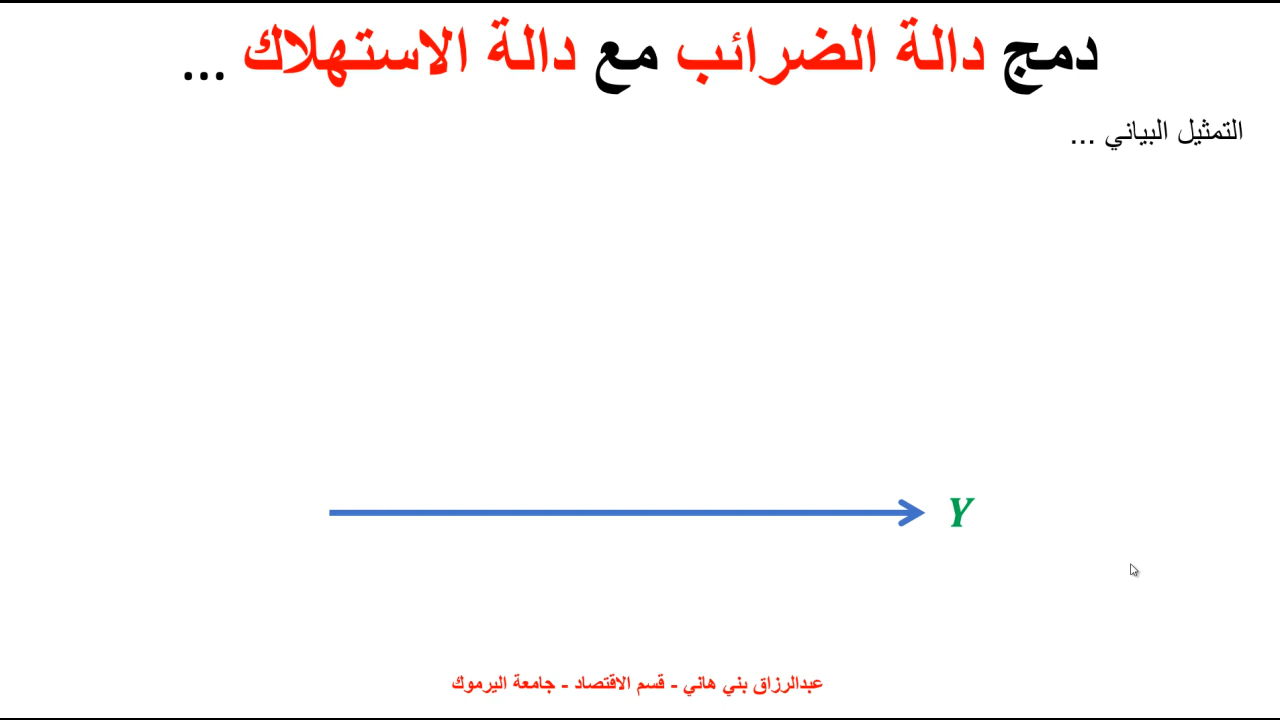 دمج دالة الضرائب مع دالة الاستهلاك ...
التمثيل البياني ...
Y
عبدالرزاق بني هاني - قسم الاقتصاد - جامعة اليرموك